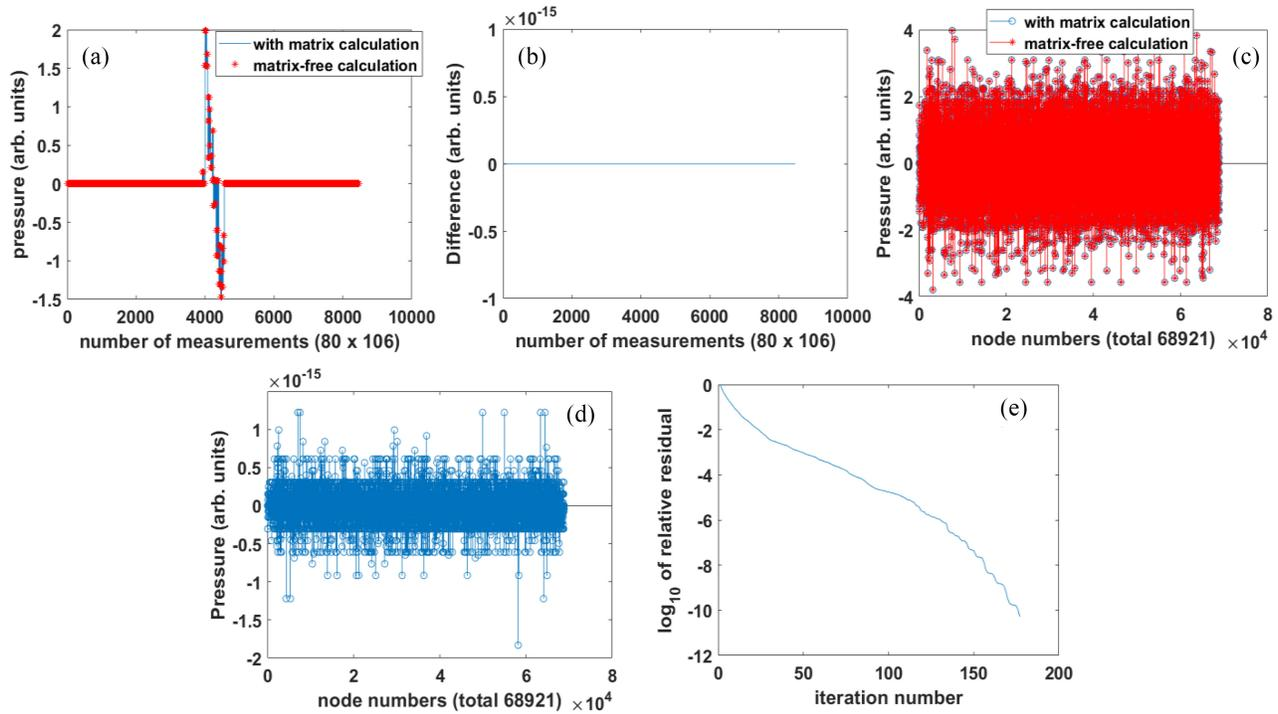 (a)
with matrix calculation
matrix-free calculation
pressure (arb. units)
2
1.5
1
0.5
0
-0.5
-1
-1.5
0 2000 4000 6000 8000 10000
number of measurements (80 x 106)
×10^-15
(b)
Difference (arb. units)
1
0.5
0
-0.5
-1
0 2000 4000 6000 8000 10000
number of measurements (80 x 106)
with matrix calculation
matrix-free calculation
(c)
Pressure (arb. units)
4
2
0
-2
-4
0 2 4 6 8
node numbers (total 68921) ×10^4
×10^-15
(d)
Pressure (arb. units)
1
0.5
0
-0.5
-1
-1.5
-2
0 2 4 6 8
node numbers (total 68921) ×10^4
(e)
log10 of relative residual
0
-2
-4
-6
-8
-10
-12
0 50 100 150 200
iteration number